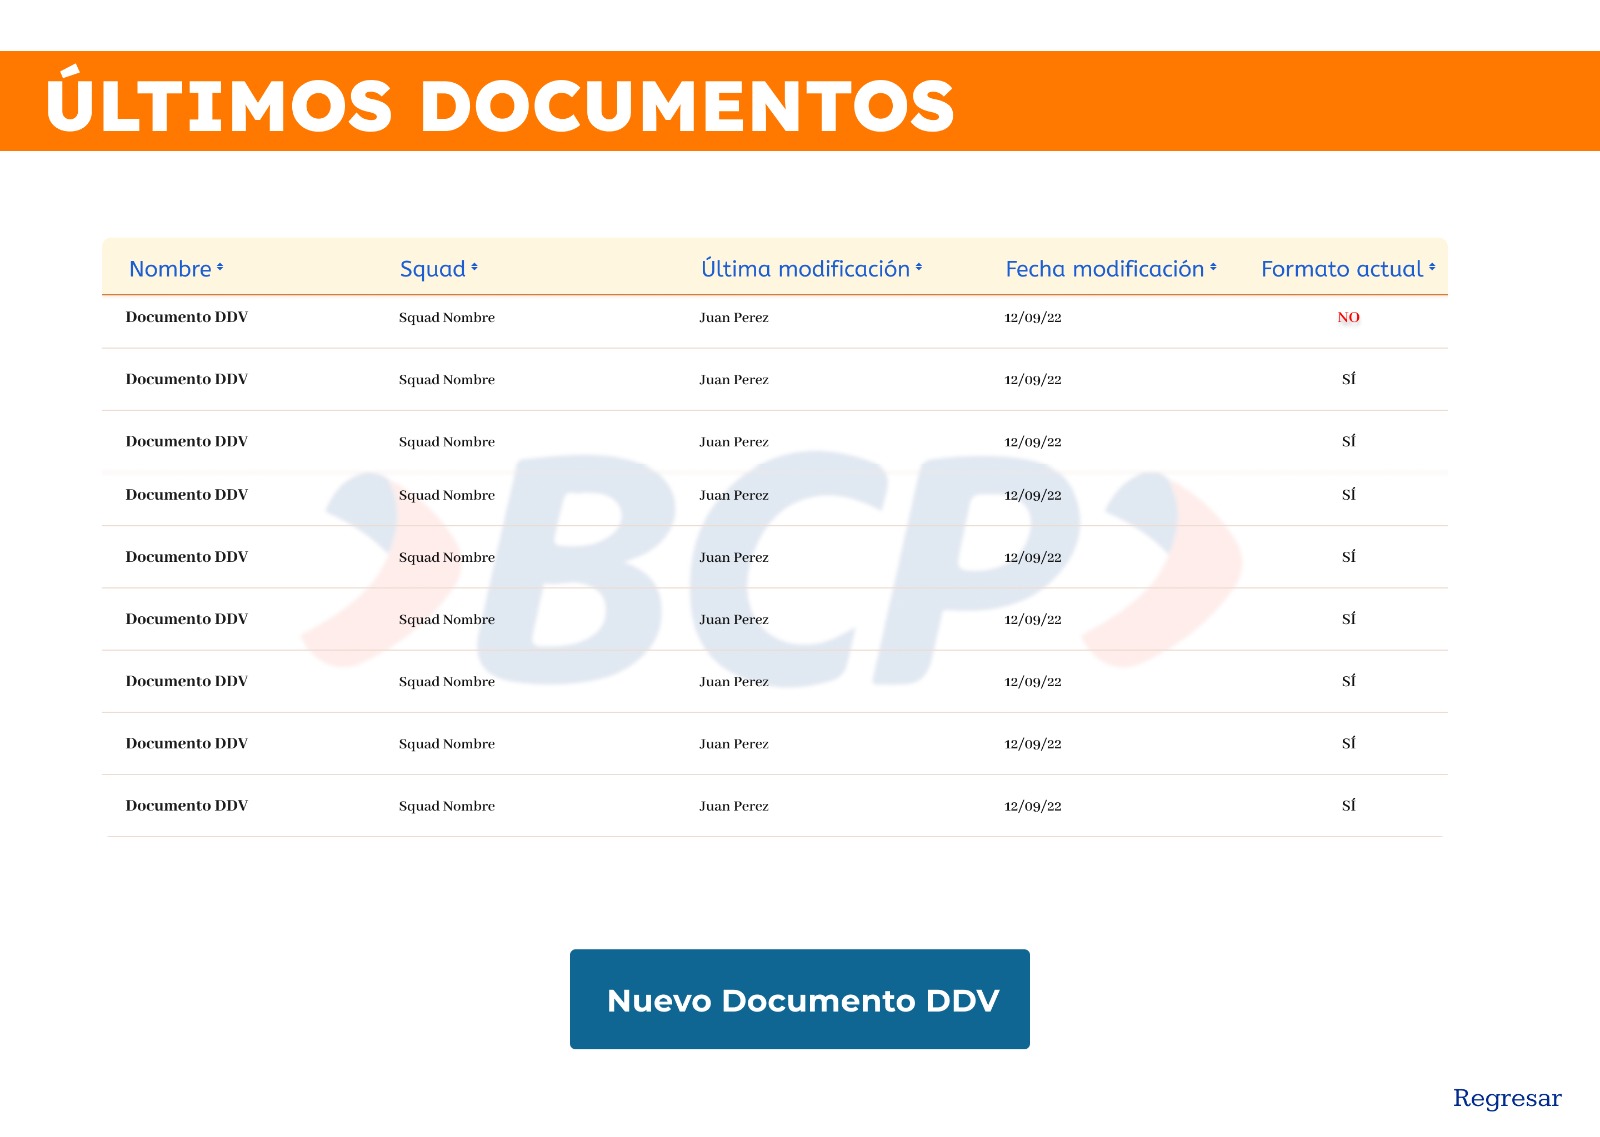 ÚLTIMOS DOCUMENTOS
Nombre Squad Última modificación Fecha modificación Formato actual
Documento DDV Squad Nombre Juan Perez 12/09/22 NO
Documento DDV Squad Nombre Juan Perez 12/09/22 SÍ
Documento DDV Squad Nombre Juan Perez 12/09/22 SÍ
Documento DDV Squad Nombre Juan Perez 12/09/22 SÍ
Documento DDV Squad Nombre Juan Perez 12/09/22 SÍ
Documento DDV Squad Nombre Juan Perez 12/09/22 SÍ
Documento DDV Squad Nombre Juan Perez 12/09/22 SÍ
Documento DDV Squad Nombre Juan Perez 12/09/22 SÍ
Documento DDV Squad Nombre Juan Perez 12/09/22 SÍ
BCP
Nuevo Documento DDV
Regresar